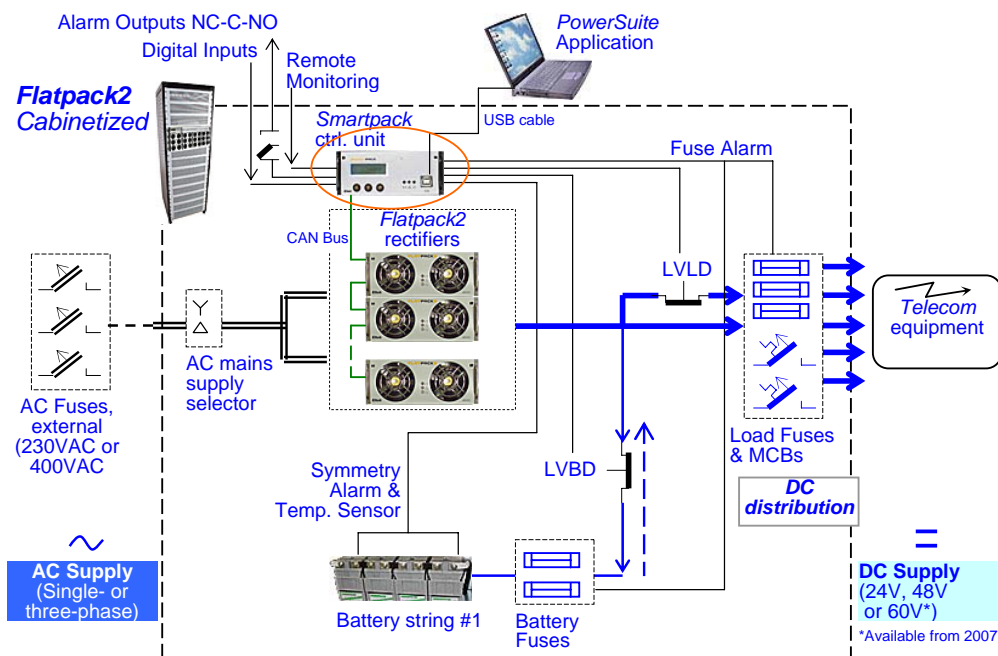 Alarm Outputs NC-C-NO
Digital Inputs
Remote
Monitoring
PowerSuite
Application
Flatpack2
Cabinetized
Smartpack
ctrl. unit
USB cable
Fuse Alarm
CAN Bus
Flatpack2
rectifiers
LVLD
Telecom
equipment
AC mains
supply
selector
AC Fuses,
external
(230VAC or
400VAC
Load Fuses
& MCBs
LVBD
Symmetry
Alarm &
Temp. Sensor
DC
distribution
AC Supply
(Single- or
three-phase)
Battery string #1
Battery
Fuses
DC Supply
(24V, 48V
or 60V*)
*Available from 2007